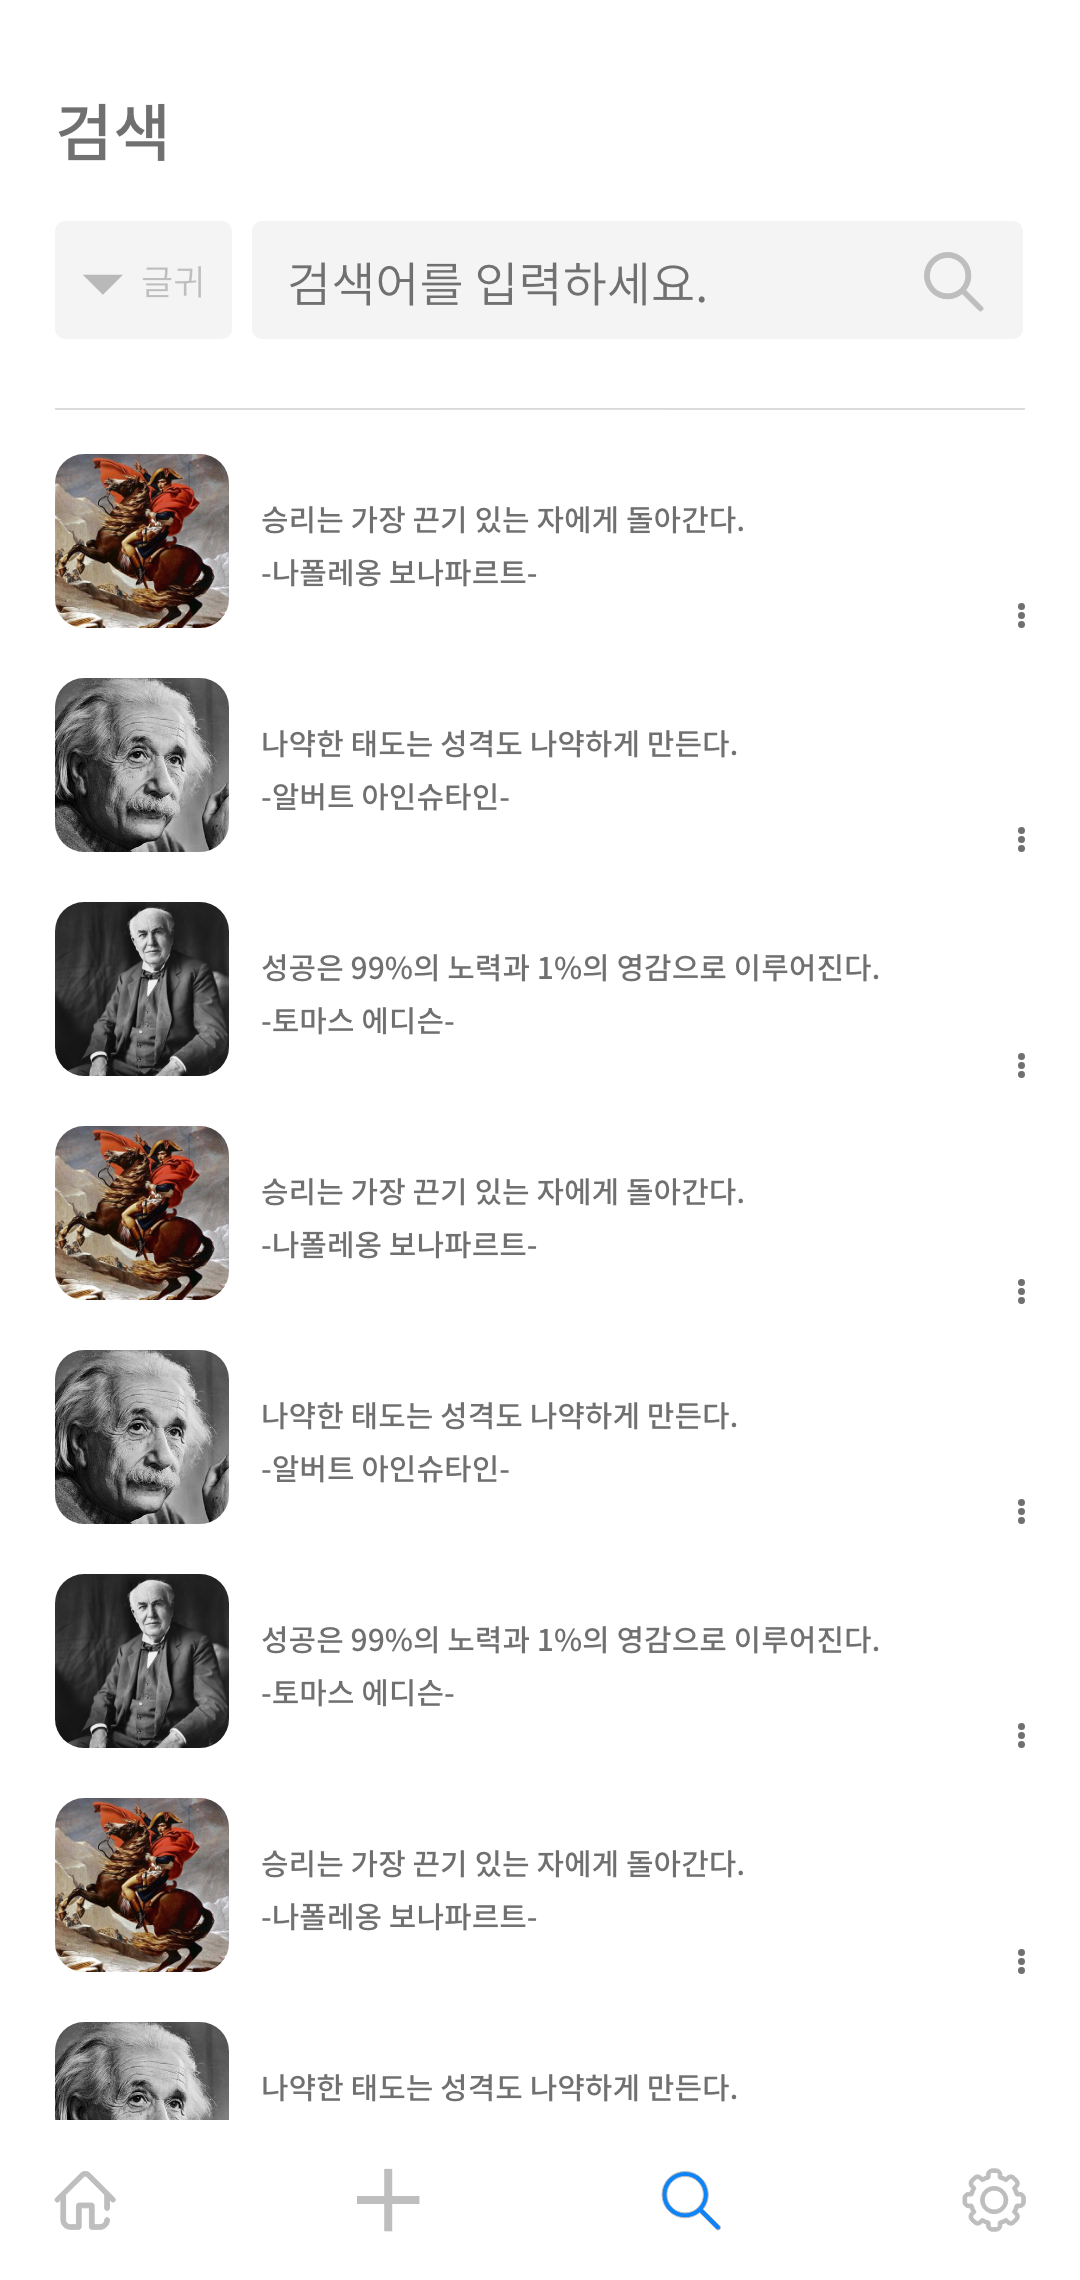 검색
글귀
검색어를 입력하세요.
승리는 가장 끈기 있는 자에게 돌아간다.
-나폴레옹 보나파르트-
나약한 태도는 성격도 나약하게 만든다.
-알버트 아인슈타인-
성공은 99%의 노력과 1%의 영감으로 이루어진다.
-토마스 에디슨-
승리는 가장 끈기 있는 자에게 돌아간다.
-나폴레옹 보나파르트-
나약한 태도는 성격도 나약하게 만든다.
-알버트 아인슈타인-
성공은 99%의 노력과 1%의 영감으로 이루어진다.
-토마스 에디슨-
승리는 가장 끈기 있는 자에게 돌아간다.
-나폴레옹 보나파르트-
나약한 태도는 성격도 나약하게 만든다.